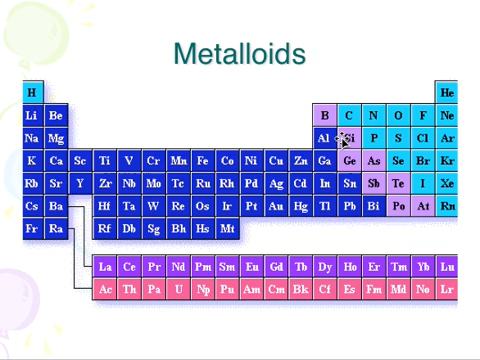 Metalloids
H He
Li Be B C N O F Ne
Na Mg Al Si P S Cl Ar
K Ca Sc Ti V Cr Mn Fe Co Ni Cu Zn Ga Ge As Se Br Kr
Rb Sr Y Zr Nb Mo Tc Ru Rh Pd Ag Cd In Sn Sb Te I Xe
Cs Ba Hf Ta W Re Os Ir Pt Au Hg Tl Pb Bi Po At Rn
Fr Ra Rf Db Sg Bh Hs Mt
La Ce Pr Nd Pm Sm Eu Gd Tb Dy Ho Er Tm Yb Lu
Ac Th Pa U Np Pu Am Cm Bk Cf Es Fm Md No Lr